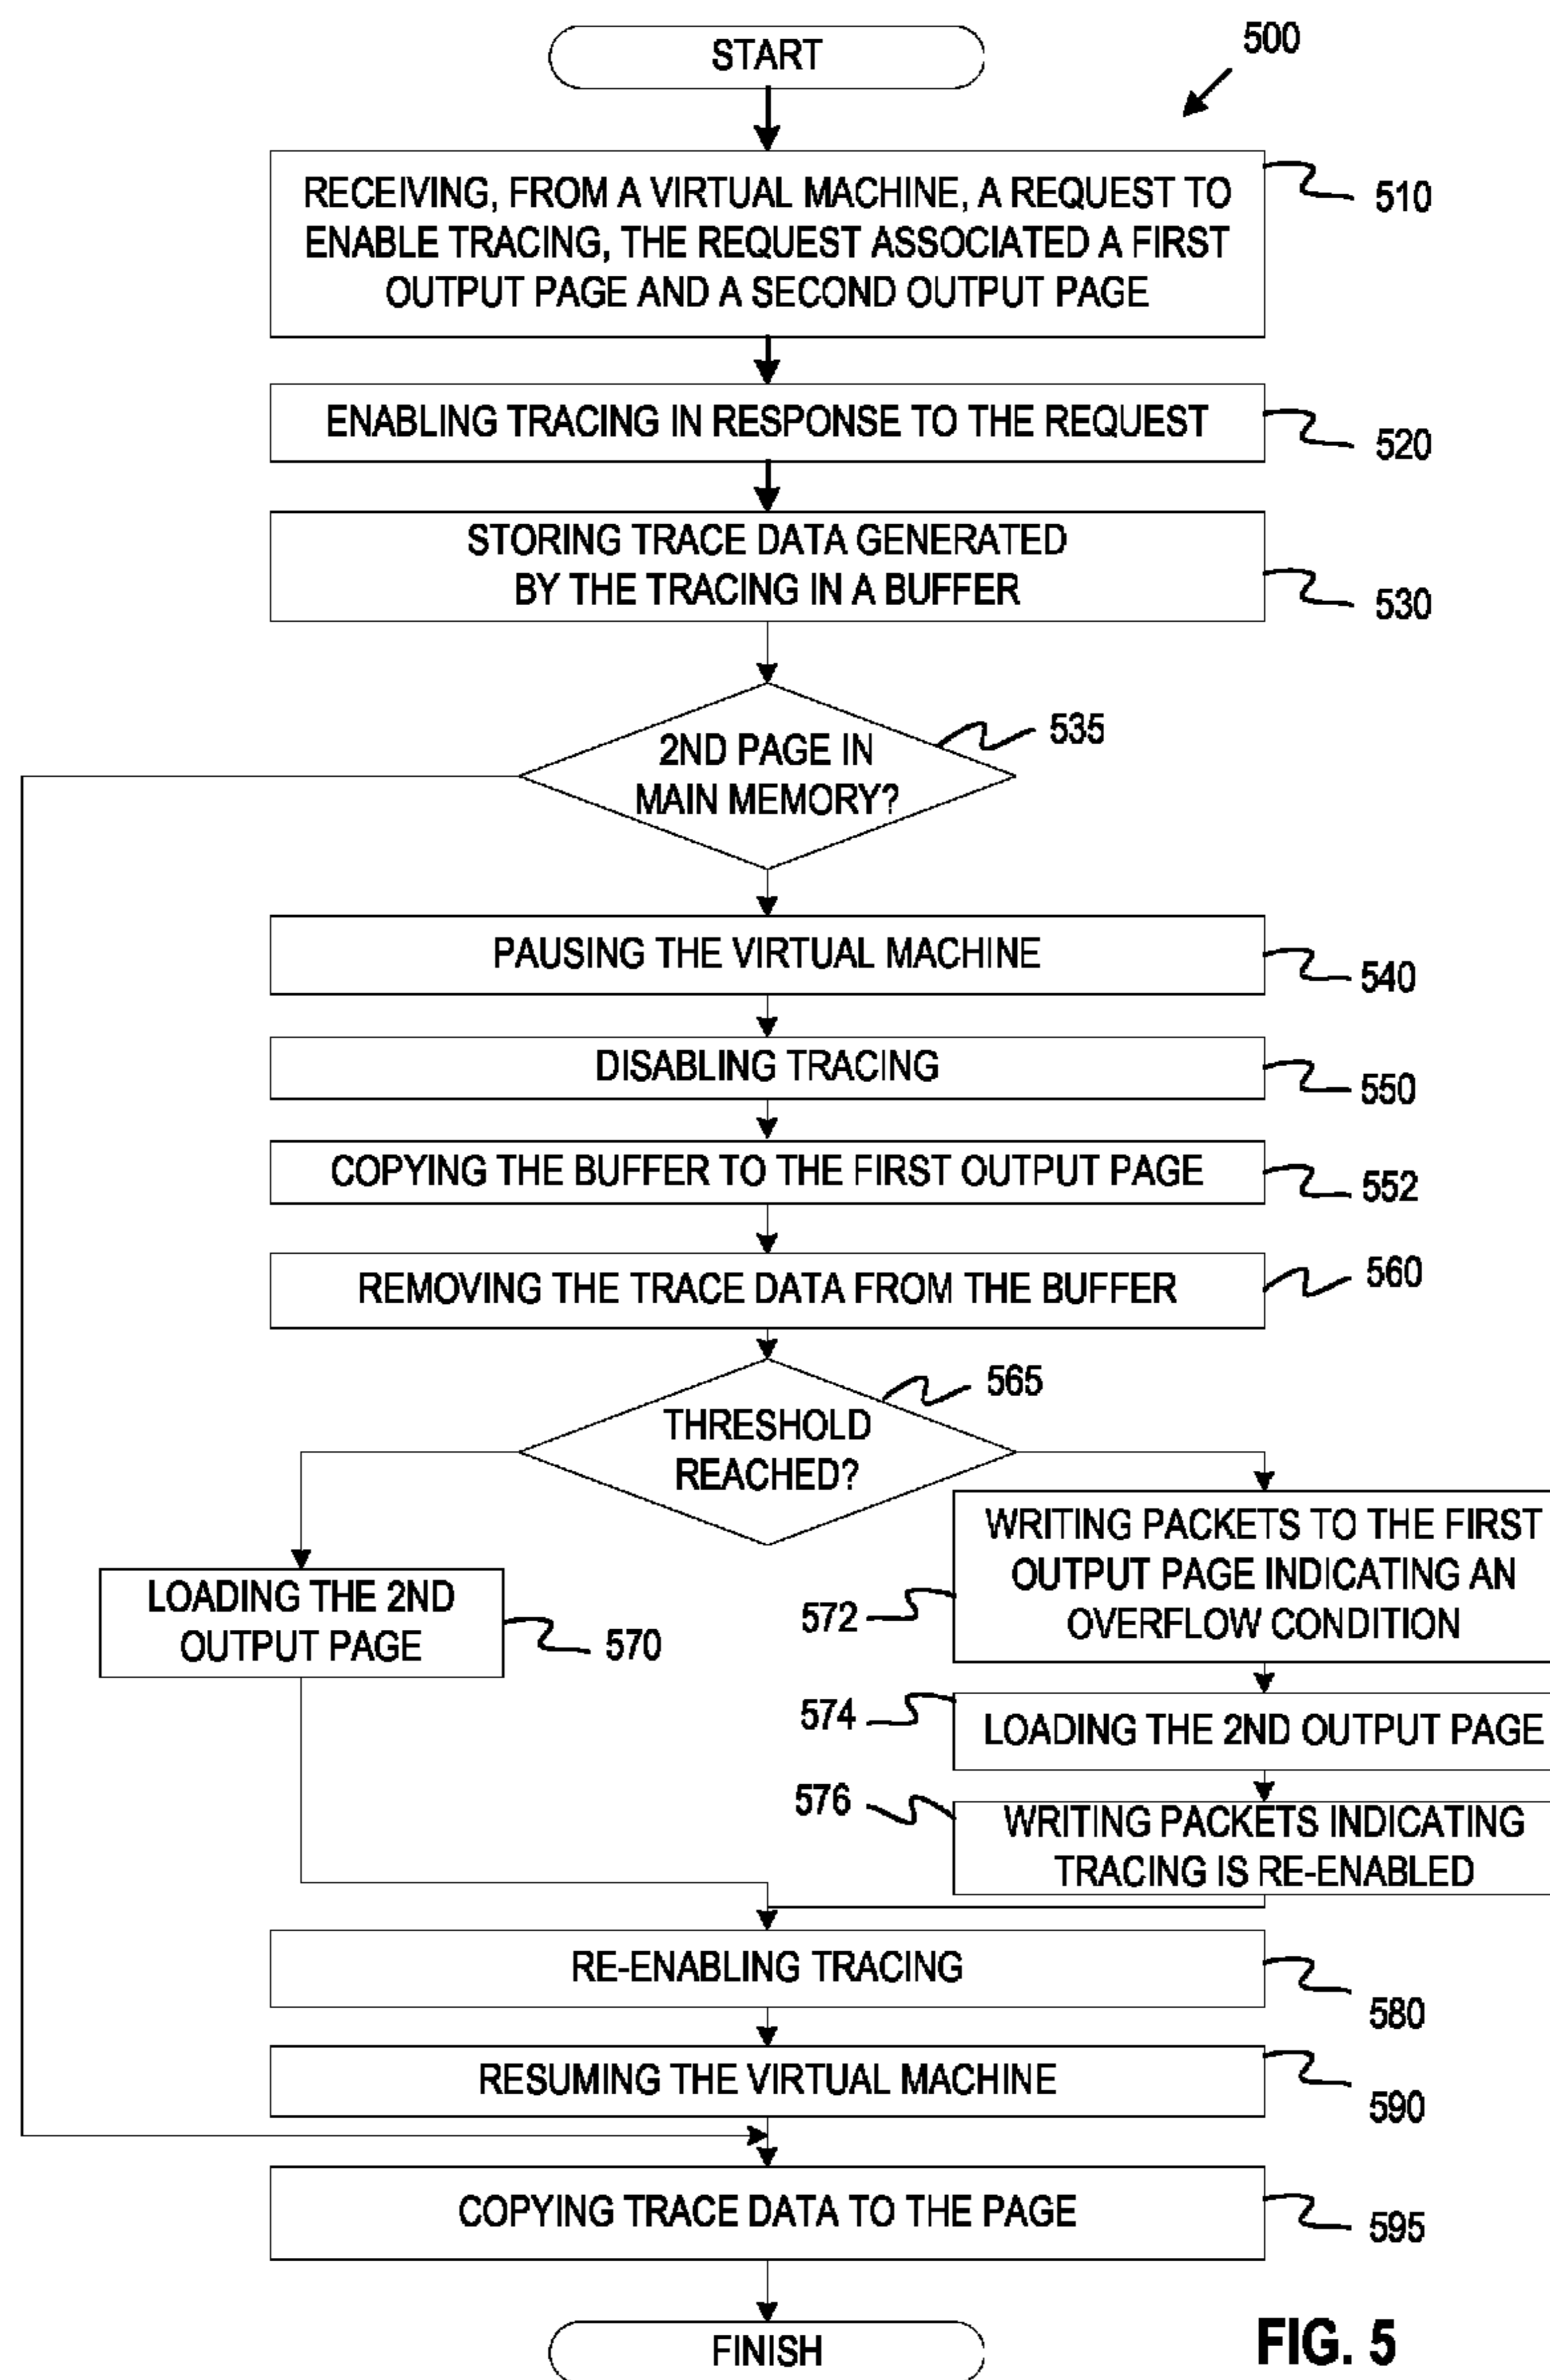 START
500
RECEIVING, FROM A VIRTUAL MACHINE, A REQUEST TO
ENABLE TRACING, THE REQUEST ASSOCIATED A FIRST
OUTPUT PAGE AND A SECOND OUTPUT PAGE
510
ENABLING TRACING IN RESPONSE TO THE REQUEST
520
STORING TRACE DATA GENERATED
BY THE TRACING IN A BUFFER
530
2ND PAGE IN
MAIN MEMORY?
535
PAUSING THE VIRTUAL MACHINE
540
DISABLING TRACING
550
COPYING THE BUFFER TO THE FIRST OUTPUT PAGE
552
REMOVING THE TRACE DATA FROM THE BUFFER
560
THRESHOLD
REACHED?
565
LOADING THE 2ND
OUTPUT PAGE
570
WRITING PACKETS TO THE FIRST
OUTPUT PAGE INDICATING AN
OVERFLOW CONDITION
572
574
LOADING THE 2ND OUTPUT PAGE
576
WRITING PACKETS INDICATING
TRACING IS RE-ENABLED
RE-ENABLING TRACING
580
RESUMING THE VIRTUAL MACHINE
590
COPYING TRACE DATA TO THE PAGE
595
FINISH
FIG. 5